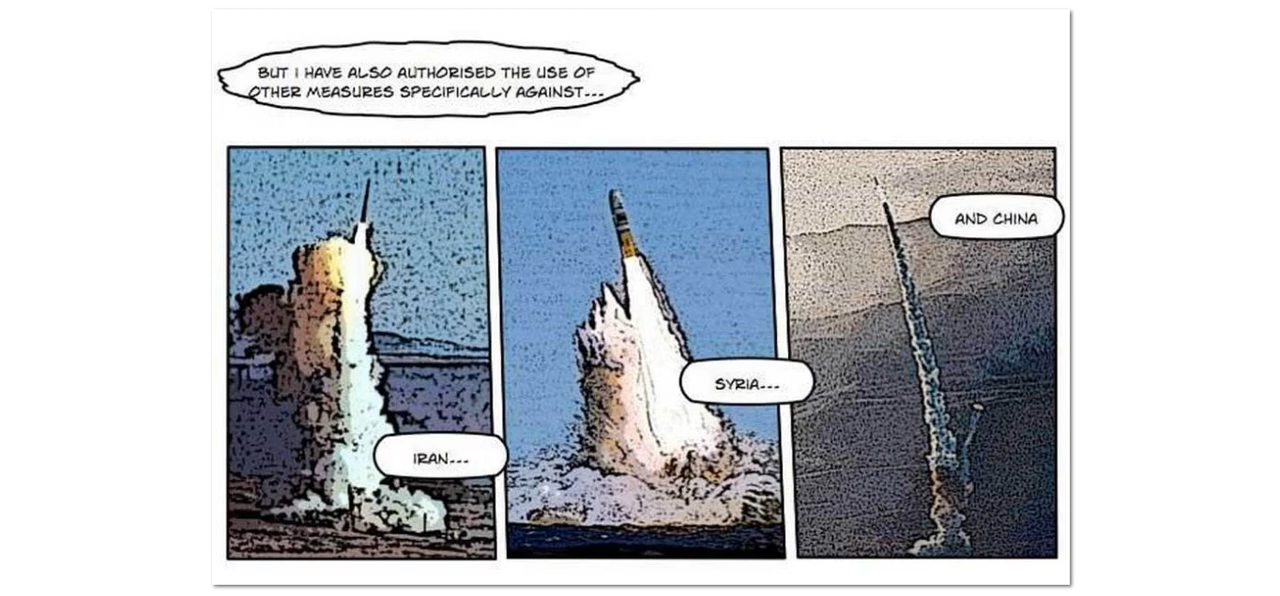 BUT I HAVE ALSO AUTHORISED THE USE OF
OTHER MEASURES SPECIFICALLY AGAINST...
IRAN...
SYRIA...
AND CHINA